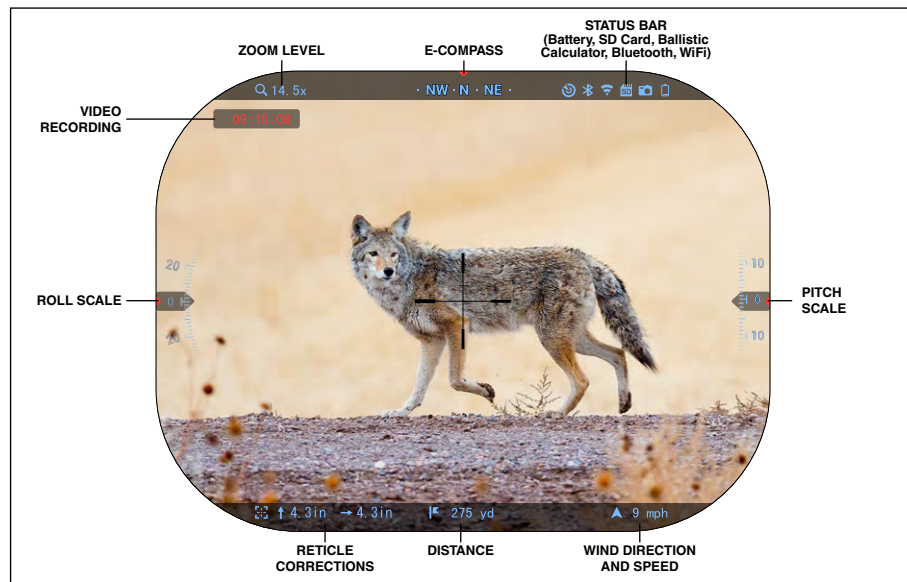 STATUS BAR
(Battery, SD Card, Ballistic
Calculator, Bluetooth, WiFi)
ZOOM LEVEL
E-COMPASS
14.5x
· NW · N · NE ·
SD
VIDEO
RECORDING
09:15:08
20
10
ROLL SCALE
0
0
PITCH
SCALE
20
10
↑ 4.3in → 4.3in
275 yd
9 mph
RETICLE
CORRECTIONS
DISTANCE
WIND DIRECTION
AND SPEED